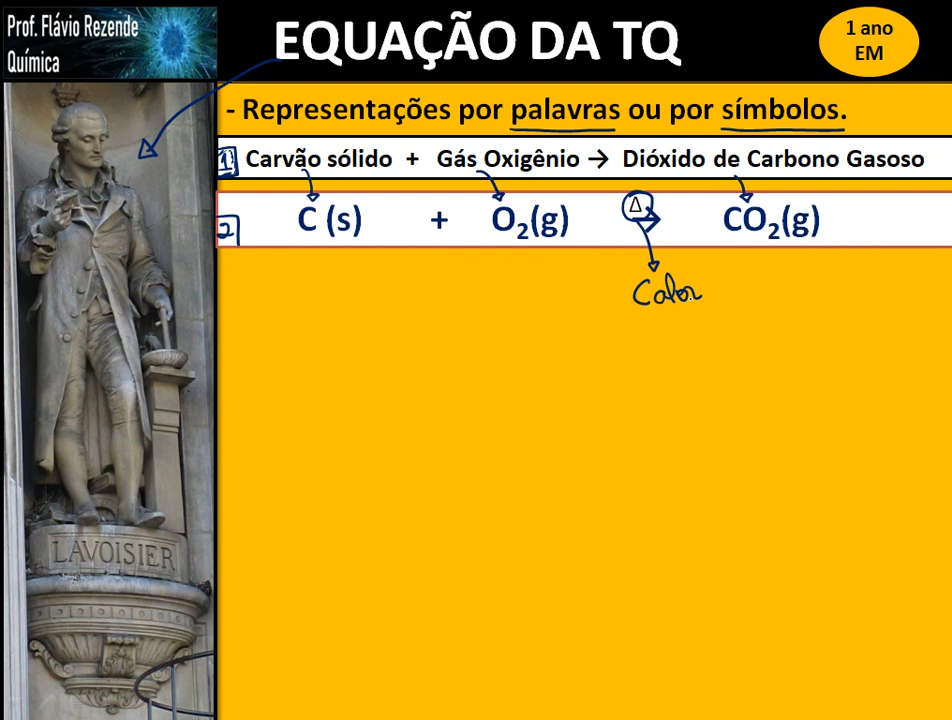 Prof. Flávio Rezende
Química
EQUAÇÃO DA TQ
1 ano
EM
- Representações por palavras ou por símbolos.
1 Carvão sólido + Gás Oxigênio → Dióxido de Carbono Gasoso
2 C (s) + O₂(g) Δ→ CO₂(g)
Calor
LAVOISIER